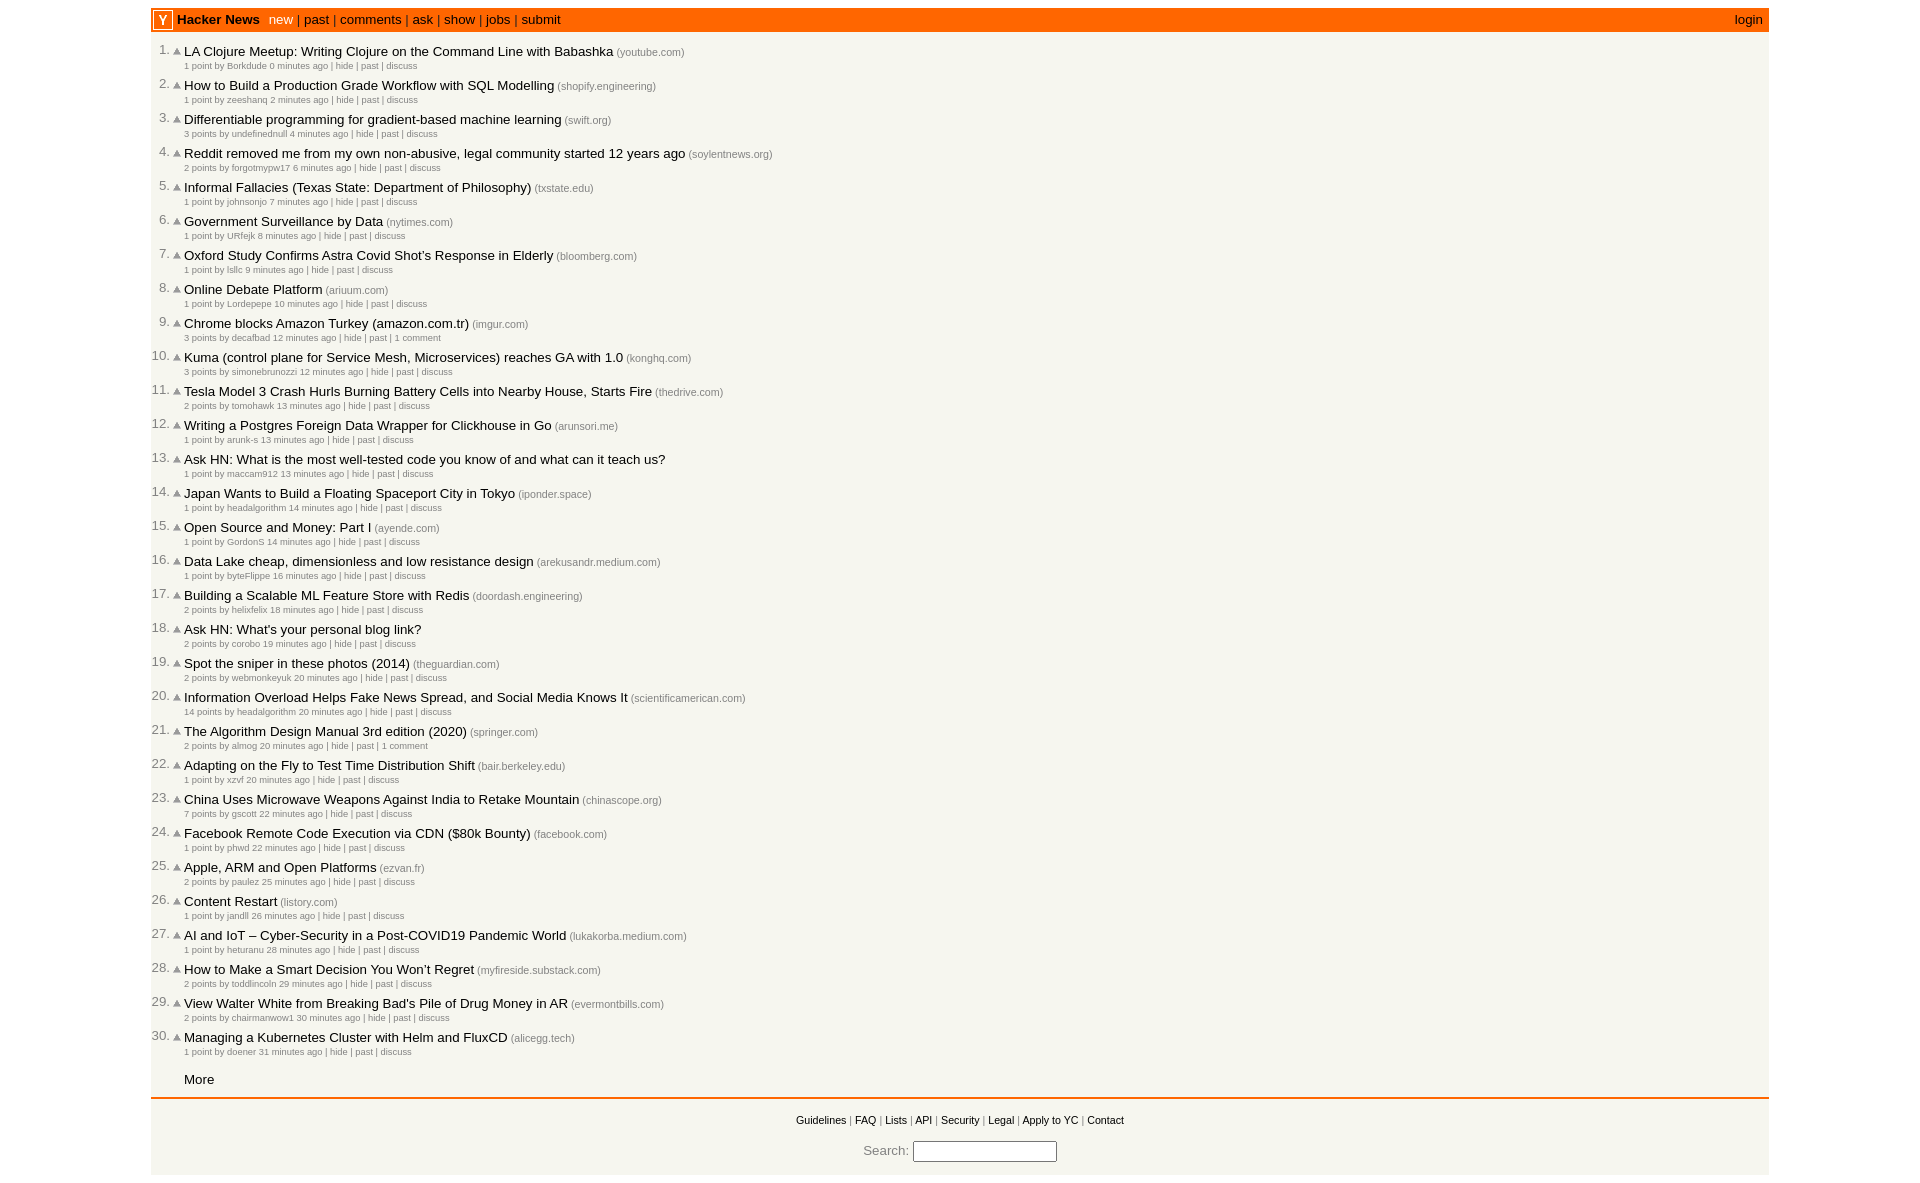 Y Hacker News new | past | comments | ask | show | jobs | submit login
1. LA Clojure Meetup: Writing Clojure on the Command Line with Babashka (youtube.com)
1 point by Borkdude 0 minutes ago | hide | past | discuss
2. How to Build a Production Grade Workflow with SQL Modelling (shopify.engineering)
1 point by zeeshanq 2 minutes ago | hide | past | discuss
3. Differentiable programming for gradient-based machine learning (swift.org)
3 points by undefinednull 4 minutes ago | hide | past | discuss
4. Reddit removed me from my own non-abusive, legal community started 12 years ago (soylentnews.org)
2 points by forgotmypw17 6 minutes ago | hide | past | discuss
5. Informal Fallacies (Texas State: Department of Philosophy) (txstate.edu)
1 point by johnsonjo 7 minutes ago | hide | past | discuss
6. Government Surveillance by Data (nytimes.com)
1 point by URfejk 8 minutes ago | hide | past | discuss
7. Oxford Study Confirms Astra Covid Shot’s Response in Elderly (bloomberg.com)
1 point by lsllc 9 minutes ago | hide | past | discuss
8. Online Debate Platform (ariuum.com)
1 point by Lordepepe 10 minutes ago | hide | past | discuss
9. Chrome blocks Amazon Turkey (amazon.com.tr) (imgur.com)
3 points by decafbad 12 minutes ago | hide | past | 1 comment
10. Kuma (control plane for Service Mesh, Microservices) reaches GA with 1.0 (konghq.com)
3 points by simonebrunozzi 12 minutes ago | hide | past | discuss
11. Tesla Model 3 Crash Hurls Burning Battery Cells into Nearby House, Starts Fire (thedrive.com)
2 points by tomohawk 13 minutes ago | hide | past | discuss
12. Writing a Postgres Foreign Data Wrapper for Clickhouse in Go (arunsori.me)
1 point by arunk-s 13 minutes ago | hide | past | discuss
13. Ask HN: What is the most well-tested code you know of and what can it teach us?
1 point by maccam912 13 minutes ago | hide | past | discuss
14. Japan Wants to Build a Floating Spaceport City in Tokyo (iponder.space)
1 point by headalgorithm 14 minutes ago | hide | past | discuss
15. Open Source and Money: Part I (ayende.com)
1 point by GordonS 14 minutes ago | hide | past | discuss
16. Data Lake cheap, dimensionless and low resistance design (arekusandr.medium.com)
1 point by byteFlippe 16 minutes ago | hide | past | discuss
17. Building a Scalable ML Feature Store with Redis (doordash.engineering)
2 points by helixfelix 18 minutes ago | hide | past | discuss
18. Ask HN: What's your personal blog link?
2 points by corobo 19 minutes ago | hide | past | discuss
19. Spot the sniper in these photos (2014) (theguardian.com)
2 points by webmonkeyuk 20 minutes ago | hide | past | discuss
20. Information Overload Helps Fake News Spread, and Social Media Knows It (scientificamerican.com)
14 points by headalgorithm 20 minutes ago | hide | past | discuss
21. The Algorithm Design Manual 3rd edition (2020) (springer.com)
2 points by almog 20 minutes ago | hide | past | 1 comment
22. Adapting on the Fly to Test Time Distribution Shift (bair.berkeley.edu)
1 point by xzvf 20 minutes ago | hide | past | discuss
23. China Uses Microwave Weapons Against India to Retake Mountain (chinascope.org)
7 points by gscott 22 minutes ago | hide | past | discuss
24. Facebook Remote Code Execution via CDN ($80k Bounty) (facebook.com)
1 point by phwd 22 minutes ago | hide | past | discuss
25. Apple, ARM and Open Platforms (ezvan.fr)
2 points by paulez 25 minutes ago | hide | past | discuss
26. Content Restart (listory.com)
1 point by jandll 26 minutes ago | hide | past | discuss
27. AI and IoT – Cyber-Security in a Post-COVID19 Pandemic World (lukakorba.medium.com)
1 point by heturanu 28 minutes ago | hide | past | discuss
28. How to Make a Smart Decision You Won’t Regret (myfireside.substack.com)
2 points by toddlincoln 29 minutes ago | hide | past | discuss
29. View Walter White from Breaking Bad's Pile of Drug Money in AR (evermontbills.com)
2 points by chairmanwow1 30 minutes ago | hide | past | discuss
30. Managing a Kubernetes Cluster with Helm and FluxCD (alicegg.tech)
1 point by doener 31 minutes ago | hide | past | discuss
More
Guidelines | FAQ | Lists | API | Security | Legal | Apply to YC | Contact
Search: